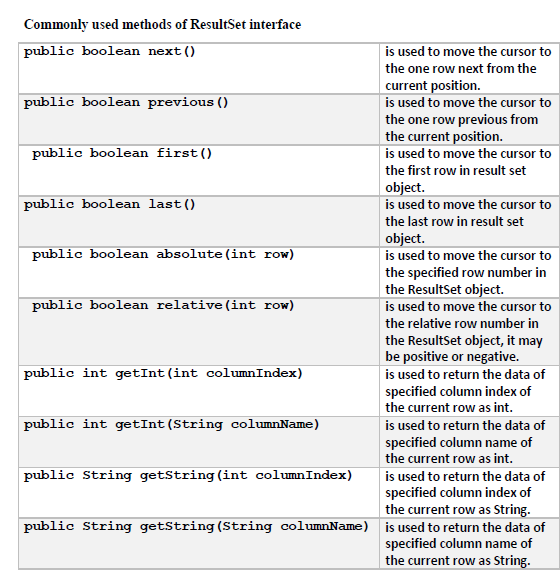 Commonly used methods of ResultSet interface
public boolean next()
is used to move the cursor to
the one row next from the
current position.
public boolean previous()
is used to move the cursor to
the one row previous from
the current position.
public boolean first()
is used to move the cursor to
the first row in result set
object.
public boolean last()
is used to move the cursor to
the last row in result set
object.
public boolean absolute(int row)
is used to move the cursor to
the specified row number in
the ResultSet object.
public boolean relative(int row)
is used to move the cursor to
the relative row number in
the ResultSet object, it may
be positive or negative.
public int getInt(int columnIndex)
is used to return the data of
specified column index of
the current row as int.
public int getInt(String columnName)
is used to return the data of
specified column name of
the current row as int.
public String getString(int columnIndex)
is used to return the data of
specified column index of
the current row as String.
public String getString(String columnName)
is used to return the data of
specified column name of
the current row as String.